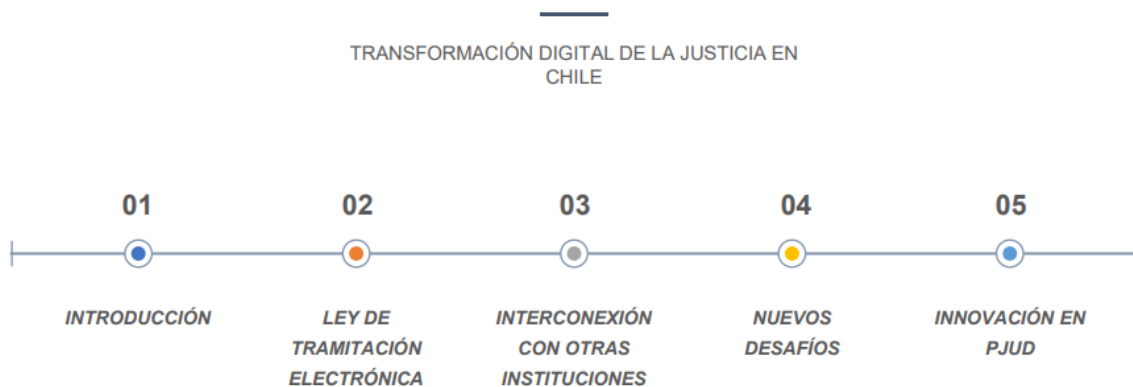 TRANSFORMACIÓN DIGITAL DE LA JUSTICIA EN
CHILE
01
02
03
04
05
INTRODUCCIÓN
LEY DE
TRAMITACIÓN
ELECTRÓNICA
INTERCONEXIÓN
CON OTRAS
INSTITUCIONES
NUEVOS
DESAFÍOS
INNOVACIÓN EN
PJUD